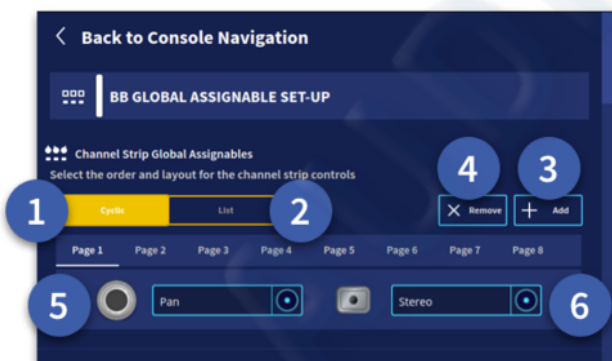 Back to Console Navigation
BB GLOBAL ASSIGNABLE SET-UP
Channel Strip Global Assignables
Select the order and layout for the channel strip controls
4 3
1 Cyclic List 2 Remove Add
Page 1 Page 2 Page 3 Page 4 Page 5 Page 6 Page 7 Page 8
5 Pan Stereo 6